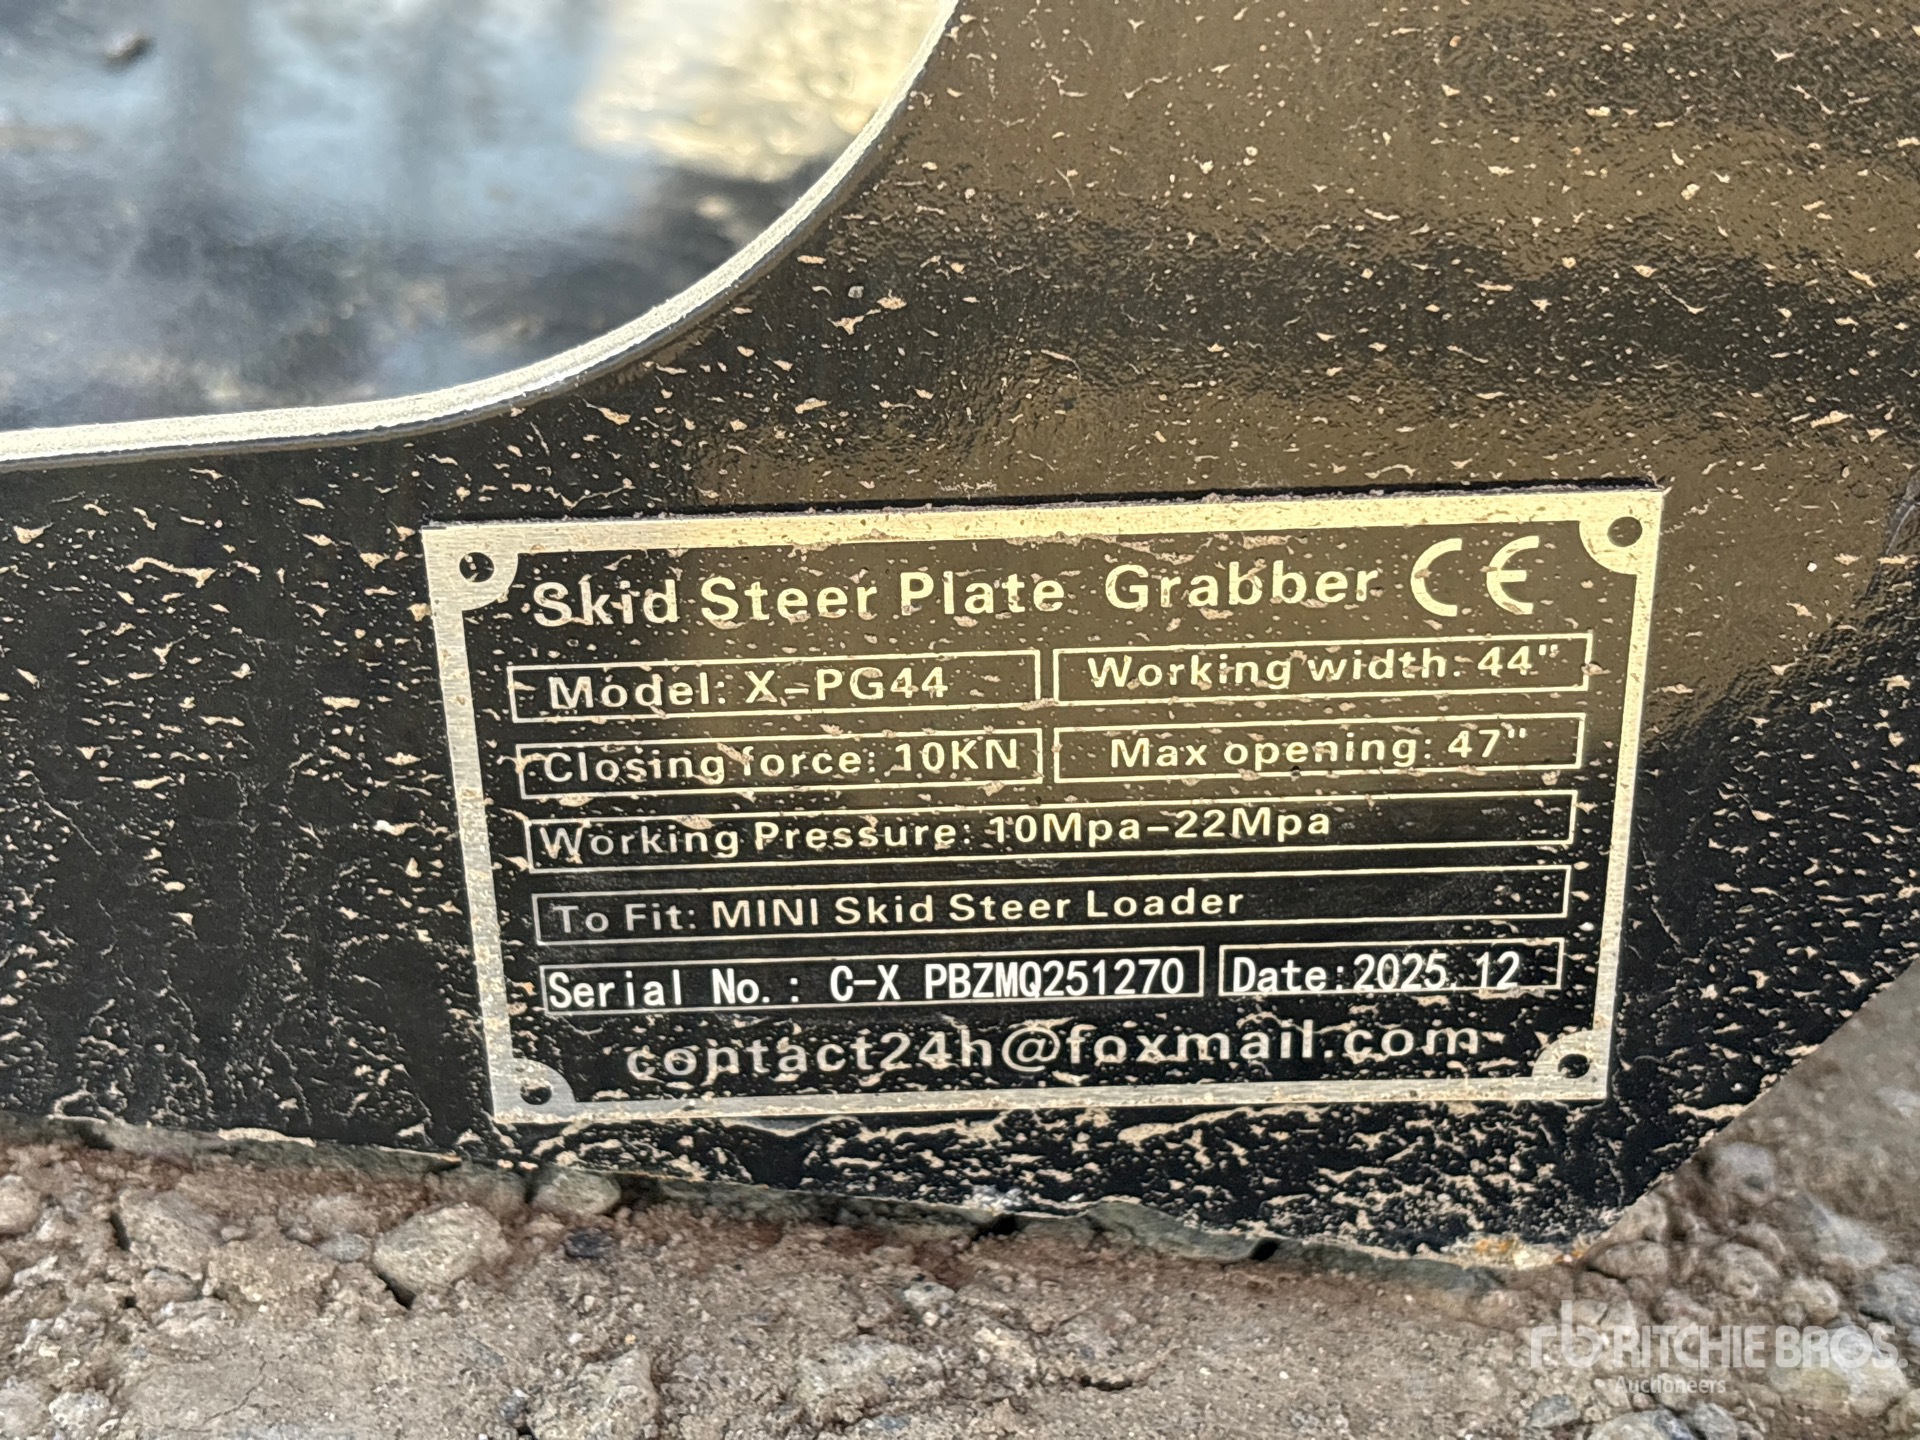 Skid Steer Plate Grabber CE
Model: X-PG44
Working width: 44"
Closing force: 10KN
Max opening: 47"
Working Pressure: 10Mpa-22Mpa
To Fit: MINI Skid Steer Loader
Serial No.: C-X PBZMQ251270
Date:2025.12
contact24h@foxmail.com
rb RITCHIE BROS.
Auctioneers